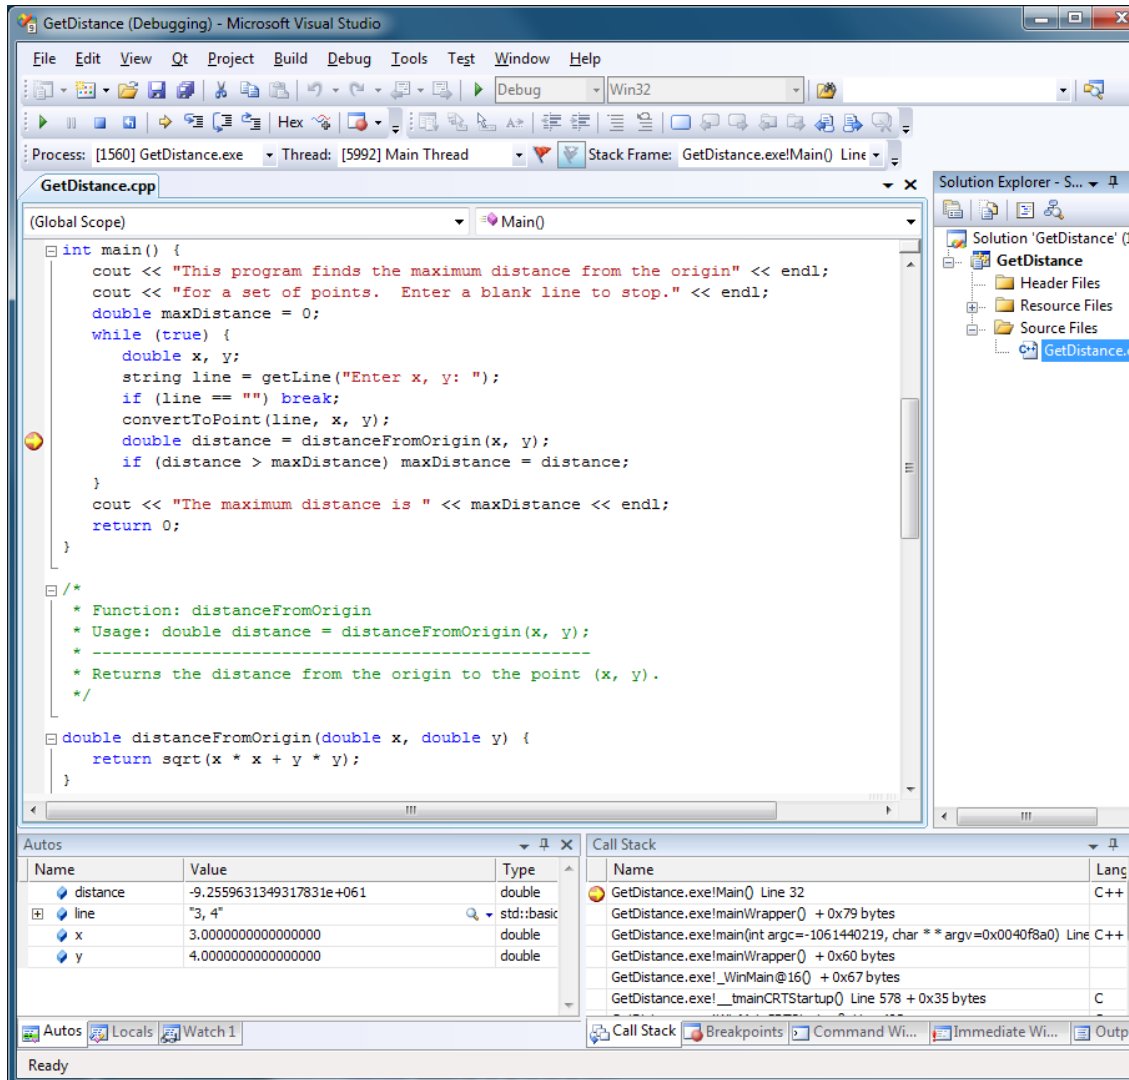 GetDistance (Debugging) - Microsoft Visual Studio
File Edit View Qt Project Build Debug Tools Test Window Help
Debug Win32
Hex
Process: [1560] GetDistance.exe Thread: [5992] Main Thread Stack Frame: GetDistance.exe!Main() Line
GetDistance.cpp
(Global Scope) Main()
int main() {
cout << "This program finds the maximum distance from the origin" << endl;
cout << "for a set of points.  Enter a blank line to stop." << endl;
double maxDistance = 0;
while (true) {
double x, y;
string line = getLine("Enter x, y: ");
if (line == "") break;
convertToPoint(line, x, y);
double distance = distanceFromOrigin(x, y);
if (distance > maxDistance) maxDistance = distance;
}
cout << "The maximum distance is " << maxDistance << endl;
return 0;
}
/*
* Function: distanceFromOrigin
* Usage: double distance = distanceFromOrigin(x, y);
* --------------------------------------------------
* Returns the distance from the origin to the point (x, y).
*/
double distanceFromOrigin(double x, double y) {
return sqrt(x * x + y * y);
}
Solution Explorer - S...
Solution 'GetDistance' (1
GetDistance
Header Files
Resource Files
Source Files
GetDistance.c
Autos
Name Value Type
distance -9.2559631349317831e+061 double
line "3, 4" std::basic
x 3.0000000000000000 double
y 4.0000000000000000 double
Autos Locals Watch 1
Call Stack
Name Lang
GetDistance.exe!Main() Line 32 C++
GetDistance.exe!mainWrapper() + 0x79 bytes
GetDistance.exe!main(int argc=-1061440219, char * * argv=0x0040f8a0) Line C++
GetDistance.exe!mainWrapper() + 0x60 bytes
GetDistance.exe!_WinMain@16() + 0x67 bytes
GetDistance.exe!__tmainCRTStartup() Line 578 + 0x35 bytes C
Call Stack Breakpoints Command Wi... Immediate Wi... Outp
Ready